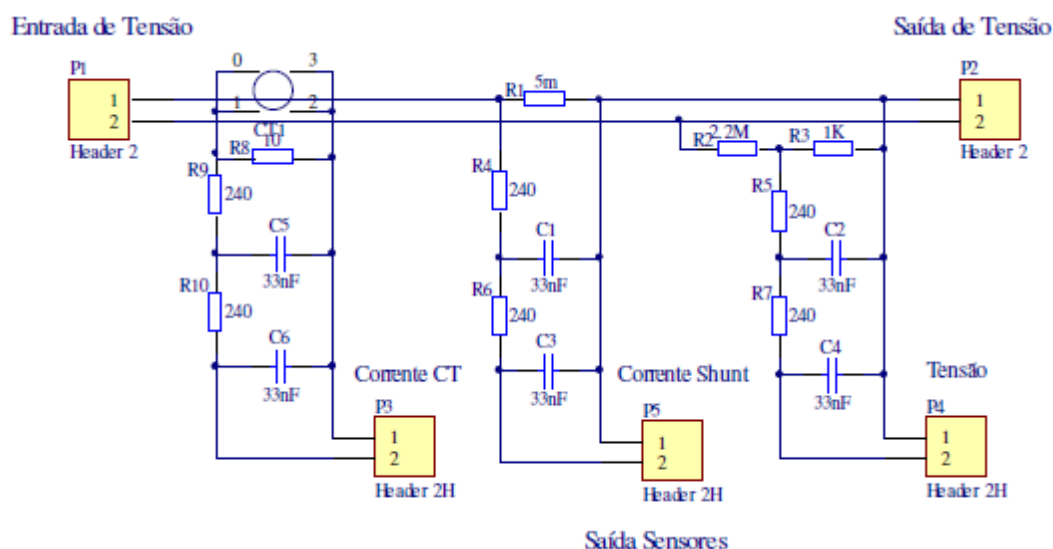 Entrada de Tensão
Saída de Tensão
P1
1
2
Header 2
0
3
1
2
CT1
R1
5m
P2
1
2
Header 2
R8
10
R2
2.2M
R3
1K
R9
240
R4
240
R5
240
C5
33nF
C1
33nF
C2
33nF
R10
240
R6
240
R7
240
C6
33nF
C3
33nF
C4
33nF
Corrente CT
Corrente Shunt
Tensão
P3
1
2
Header 2H
P5
1
2
Header 2H
P4
1
2
Header 2H
Saída Sensores